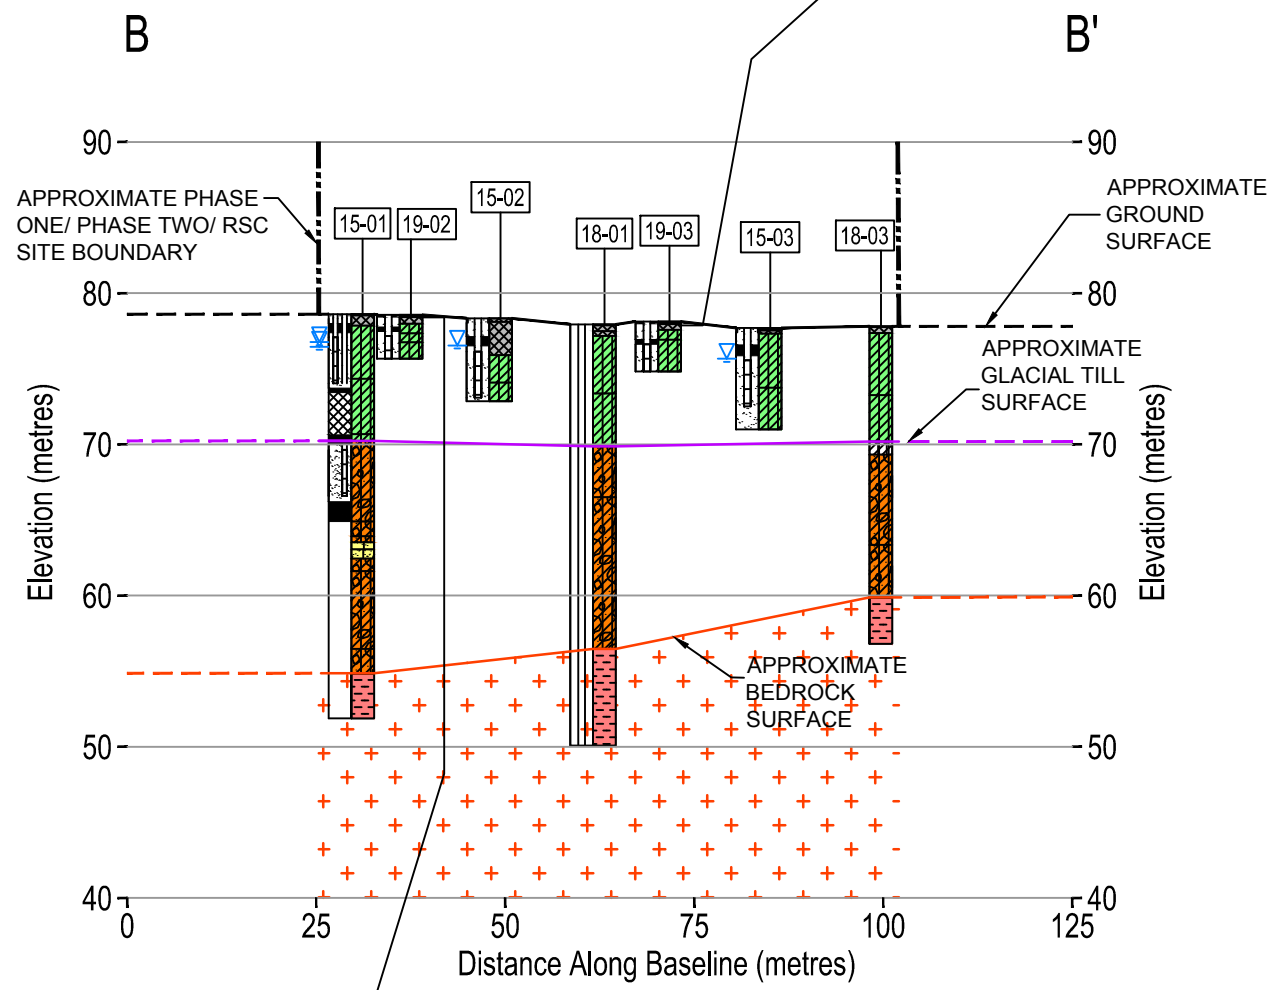 B
B'
90
90
APPROXIMATE PHASE
ONE/ PHASE TWO/ RSC
SITE BOUNDARY
15-01
19-02
15-02
18-01
19-03
15-03
18-03
APPROXIMATE
GROUND
SURFACE
80
80
APPROXIMATE
GLACIAL TILL
SURFACE
70
70
Elevation (metres)
Elevation (metres)
60
60
APPROXIMATE
BEDROCK
SURFACE
50
50
40
40
0
25
50
75
100
125
Distance Along Baseline (metres)